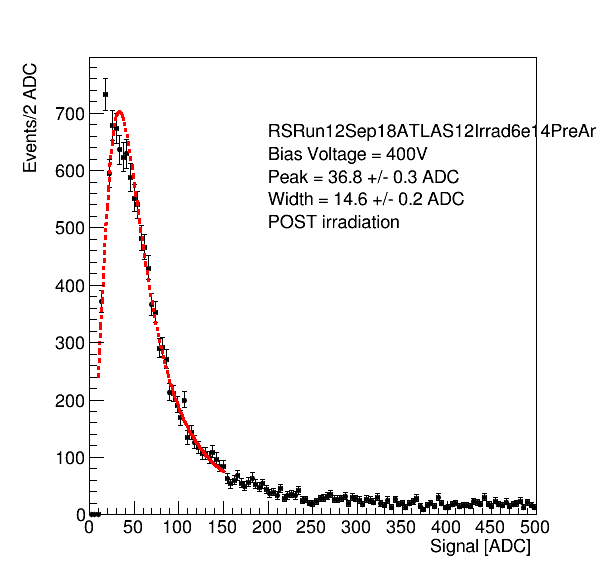 Events/2 ADC
700
600
500
400
300
200
100
0
RSRun12Sep18ATLAS12Irrad6e14PreAr
Bias Voltage = 400V
Peak = 36.8 +/- 0.3 ADC
Width = 14.6 +/- 0.2 ADC
POST irradiation
0 50 100 150 200 250 300 350 400 450 500
Signal [ADC]